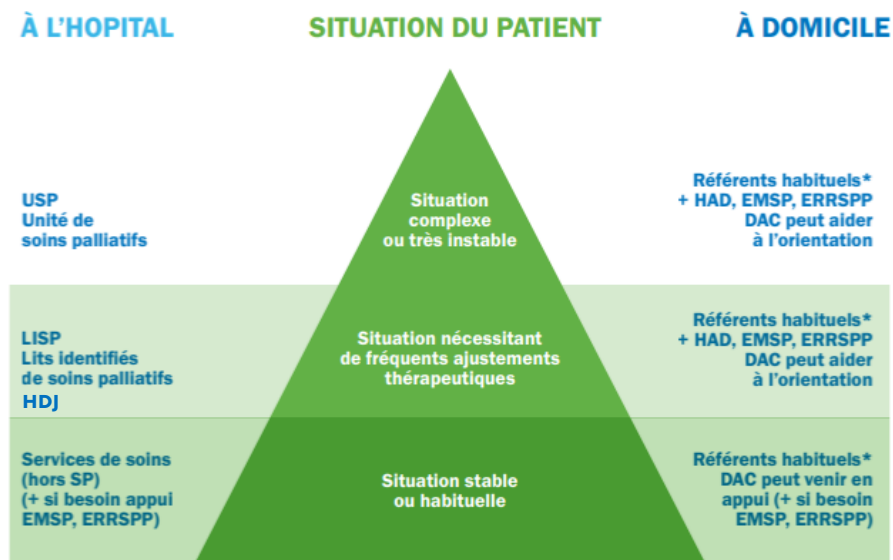 À L'HOPITAL
SITUATION DU PATIENT
À DOMICILE
USP
Unité de
soins palliatifs
Situation
complexe
ou très instable
Référents habituels*
+ HAD, EMSP, ERRSPP
DAC peut aider
à l'orientation
LISP
Lits identifiés
de soins palliatifs
HDJ
Situation nécessitant
de fréquents ajustements
thérapeutiques
Référents habituels*
+ HAD, EMSP, ERRSPP
DAC peut aider
à l'orientation
Services de soins
(hors SP)
(+ si besoin appui
EMSP, ERRSPP)
Situation stable
ou habituelle
Référents habituels*
DAC peut venir en
appui (+ si besoin
EMSP, ERRSPP)